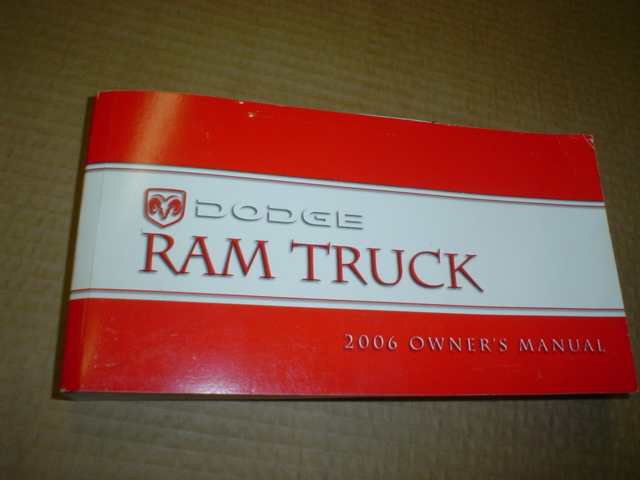 DODGE
RAM TRUCK
2006 OWNER'S MANUAL